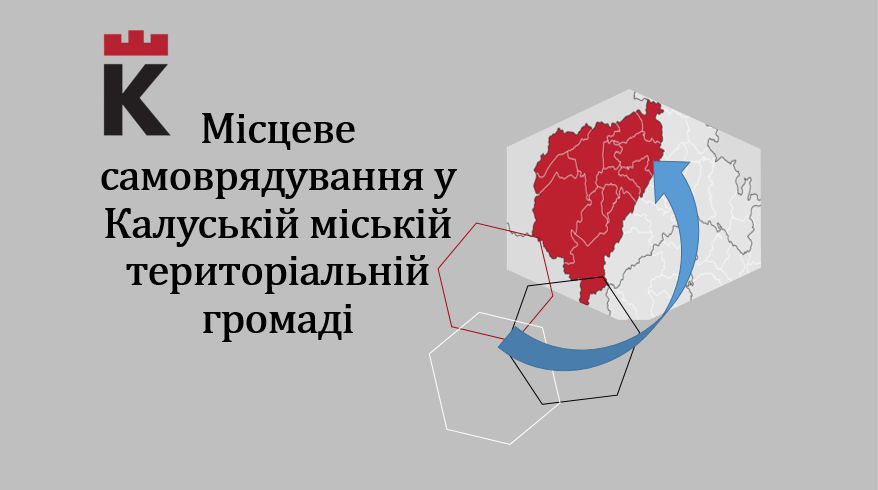 К
Місцеве
самоврядування у
Калуській міській
територіальній
громаді